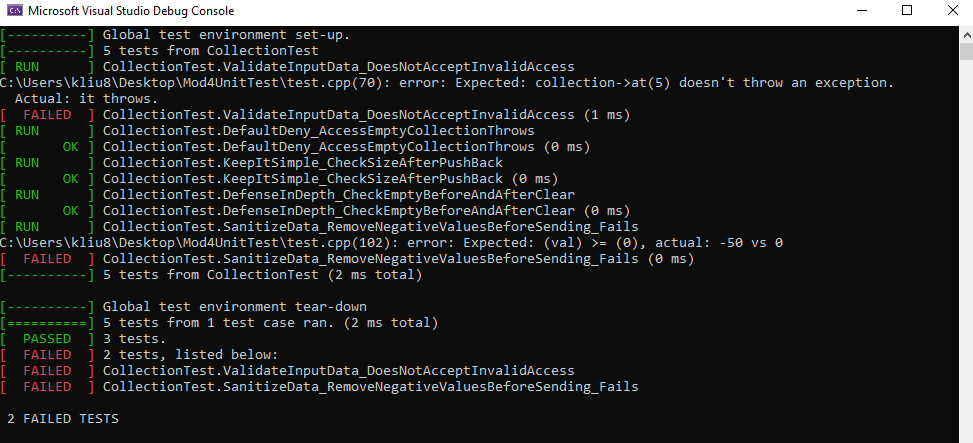 Microsoft Visual Studio Debug Console
[----------] Global test environment set-up.
[----------] 5 tests from CollectionTest
[ RUN      ] CollectionTest.ValidateInputData_DoesNotAcceptInvalidAccess
C:\Users\kliu8\Desktop\Mod4UnitTest\test.cpp(70): error: Expected: collection->at(5) doesn't throw an exception.
  Actual: it throws.
[  FAILED  ] CollectionTest.ValidateInputData_DoesNotAcceptInvalidAccess (1 ms)
[ RUN      ] CollectionTest.DefaultDeny_AccessEmptyCollectionThrows
[       OK ] CollectionTest.DefaultDeny_AccessEmptyCollectionThrows (0 ms)
[ RUN      ] CollectionTest.KeepItSimple_CheckSizeAfterPushBack
[       OK ] CollectionTest.KeepItSimple_CheckSizeAfterPushBack (0 ms)
[ RUN      ] CollectionTest.DefenseInDepth_CheckEmptyBeforeAndAfterClear
[       OK ] CollectionTest.DefenseInDepth_CheckEmptyBeforeAndAfterClear (0 ms)
[ RUN      ] CollectionTest.SanitizeData_RemoveNegativeValuesBeforeSending_Fails
C:\Users\kliu8\Desktop\Mod4UnitTest\test.cpp(102): error: Expected: (val) >= (0), actual: -50 vs 0
[  FAILED  ] CollectionTest.SanitizeData_RemoveNegativeValuesBeforeSending_Fails (0 ms)
[----------] 5 tests from CollectionTest (2 ms total)

[----------] Global test environment tear-down
[==========] 5 tests from 1 test case ran. (2 ms total)
[  PASSED  ] 3 tests.
[  FAILED  ] 2 tests, listed below:
[  FAILED  ] CollectionTest.ValidateInputData_DoesNotAcceptInvalidAccess
[  FAILED  ] CollectionTest.SanitizeData_RemoveNegativeValuesBeforeSending_Fails

 2 FAILED TESTS